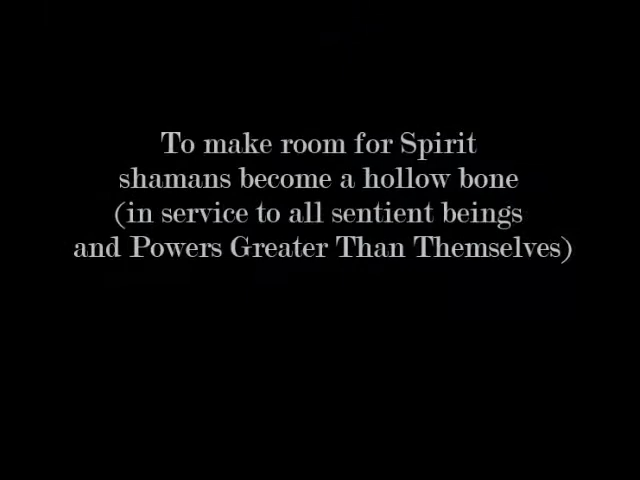 To make room for Spirit
shamans become a hollow bone
(in service to all sentient beings
and Powers Greater Than Themselves)